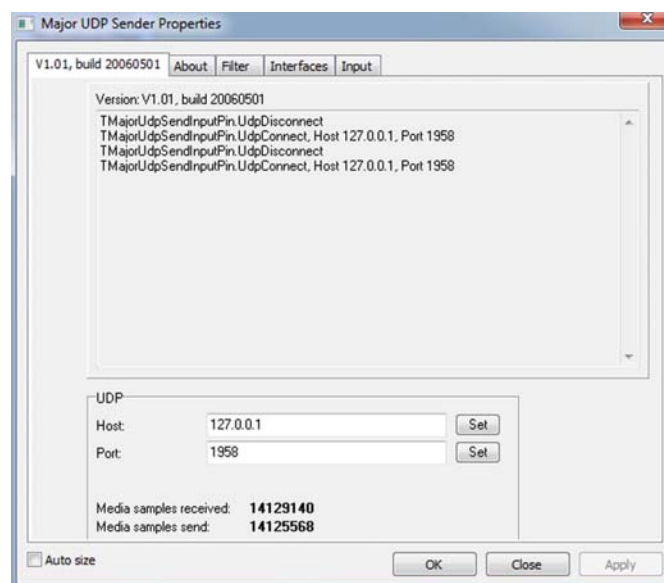 Major UDP Sender Properties
V1.01, build 20060501 About Filter Interfaces Input
Version: V1.01, build 20060501
TMajorUdpSendInputPin.UdpDisconnect
TMajorUdpSendInputPin.UdpConnect, Host 127.0.0.1, Port 1958
TMajorUdpSendInputPin.UdpDisconnect
TMajorUdpSendInputPin.UdpConnect, Host 127.0.0.1, Port 1958
UDP
Host: 127.0.0.1 Set
Port: 1958 Set
Media samples received: 14129140
Media samples send: 14125568
Auto size OK Close Apply